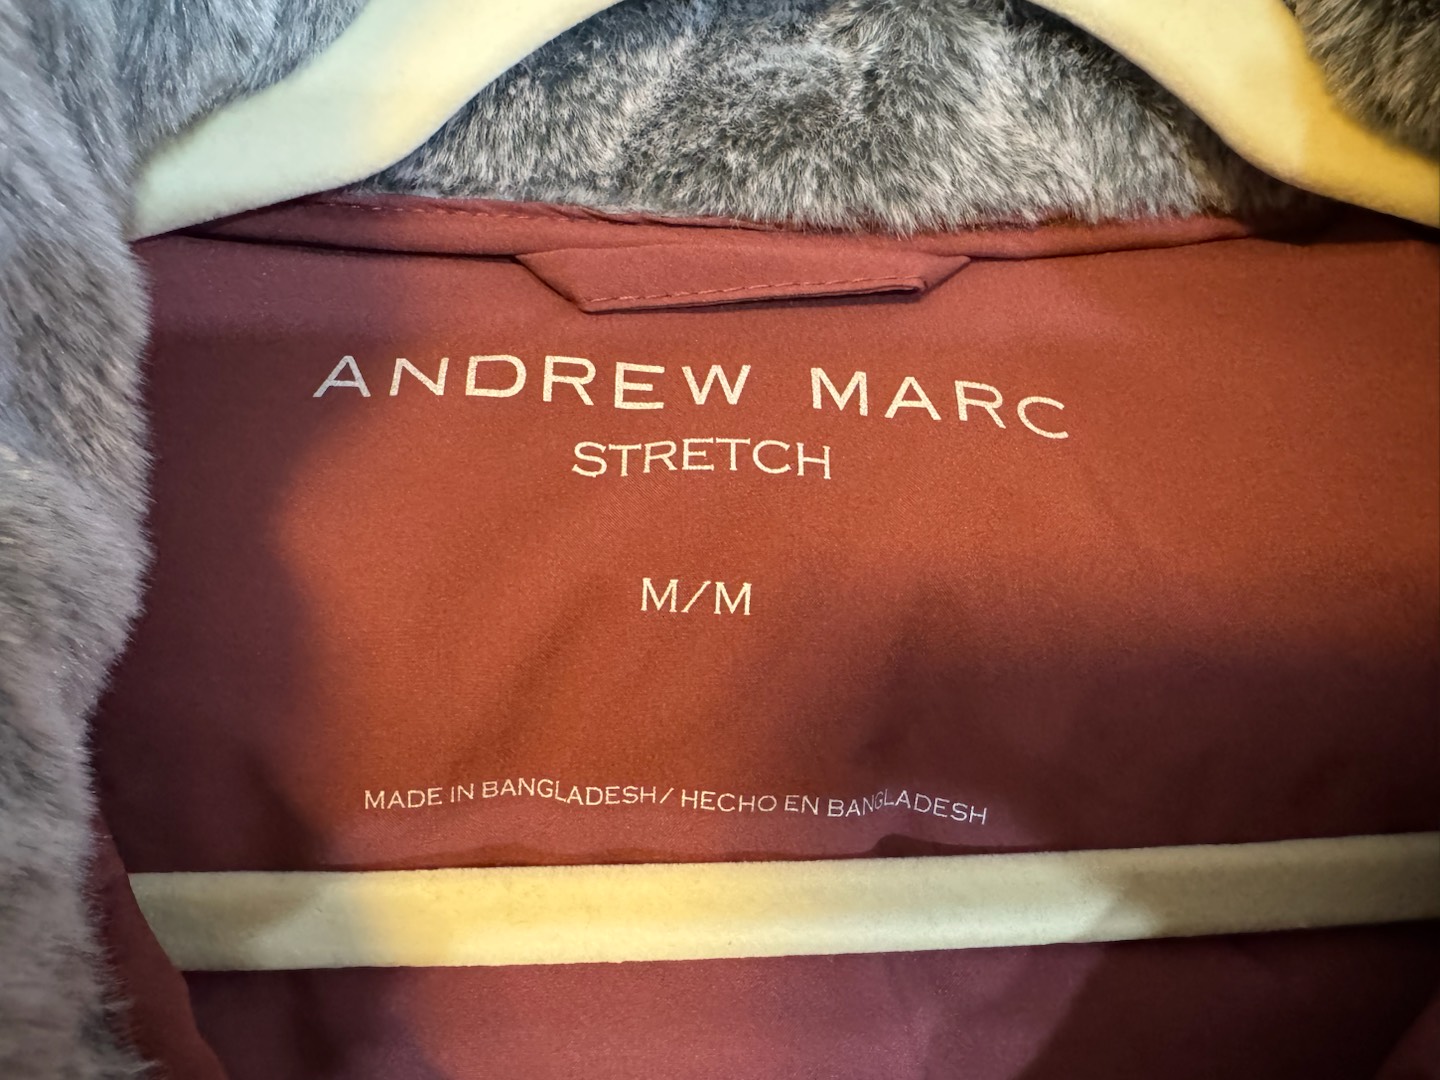 ANDREW MARC
STRETCH
M/M
MADE IN BANGLADESH/ HECHO EN BANGLADESH